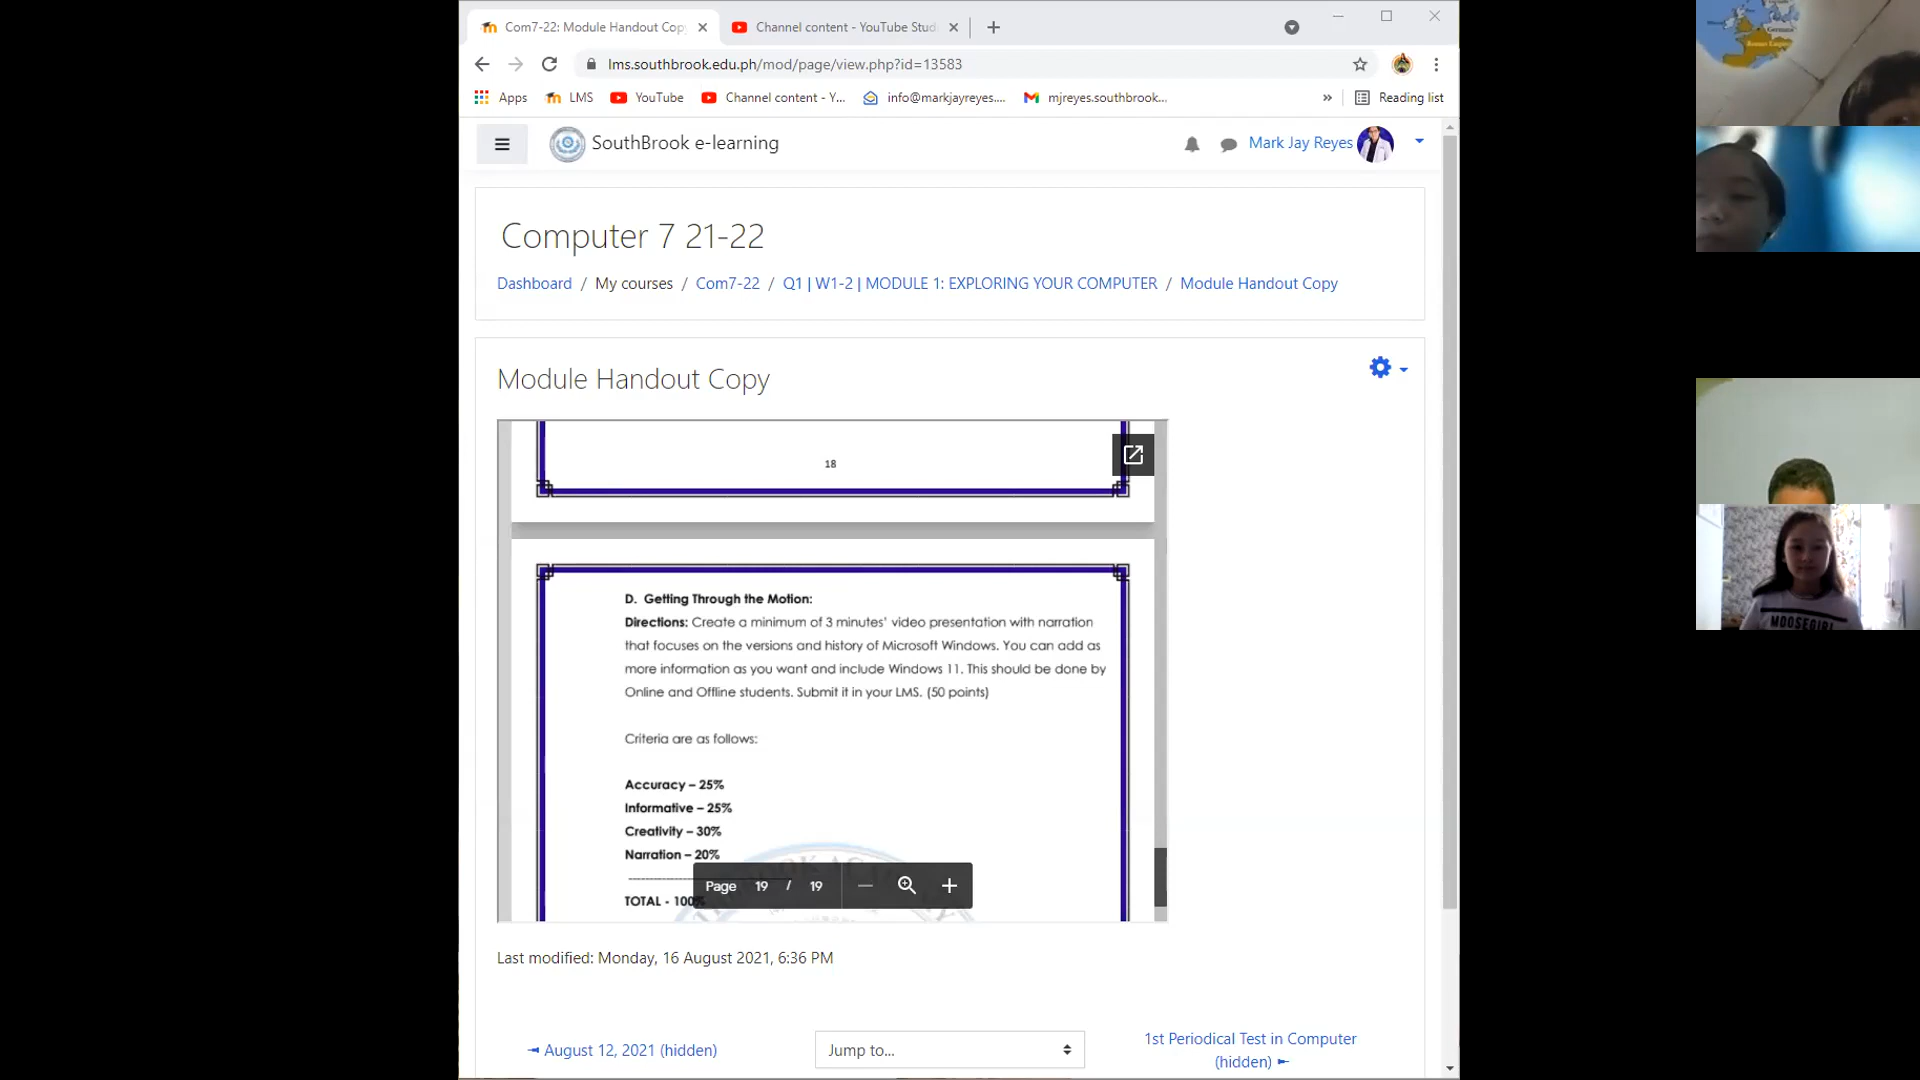 Com7-22: Module Handout Cop
Channel content - YouTube Stud
lms.southbrook.edu.ph/mod/page/view.php?id=13583
Apps
LMS
YouTube
Channel content - Y...
info@markjayreyes....
mjreyes.southbrook...
»
Reading list
SouthBrook e-learning
Mark Jay Reyes
Computer 7 21-22
Dashboard / My courses / Com7-22 / Q1 | W1-2 | MODULE 1: EXPLORING YOUR COMPUTER / Module Handout Copy
Module Handout Copy
18
D. Getting Through the Motion:
Directions: Create a minimum of 3 minutes' video presentation with narration
that focuses on the versions and history of Microsoft Windows. You can add as
more information as you want and include Windows 11. This should be done by
Online and Offline students. Submit it in your LMS. (50 points)
Criteria are as follows:
Accuracy – 25%
Informative – 25%
Creativity – 30%
Narration – 20%
TOTAL - 100%
Page 19 / 19
Last modified: Monday, 16 August 2021, 6:36 PM
◄ August 12, 2021 (hidden)
Jump to...
1st Periodical Test in Computer
(hidden) ►
MOOSEGIRL